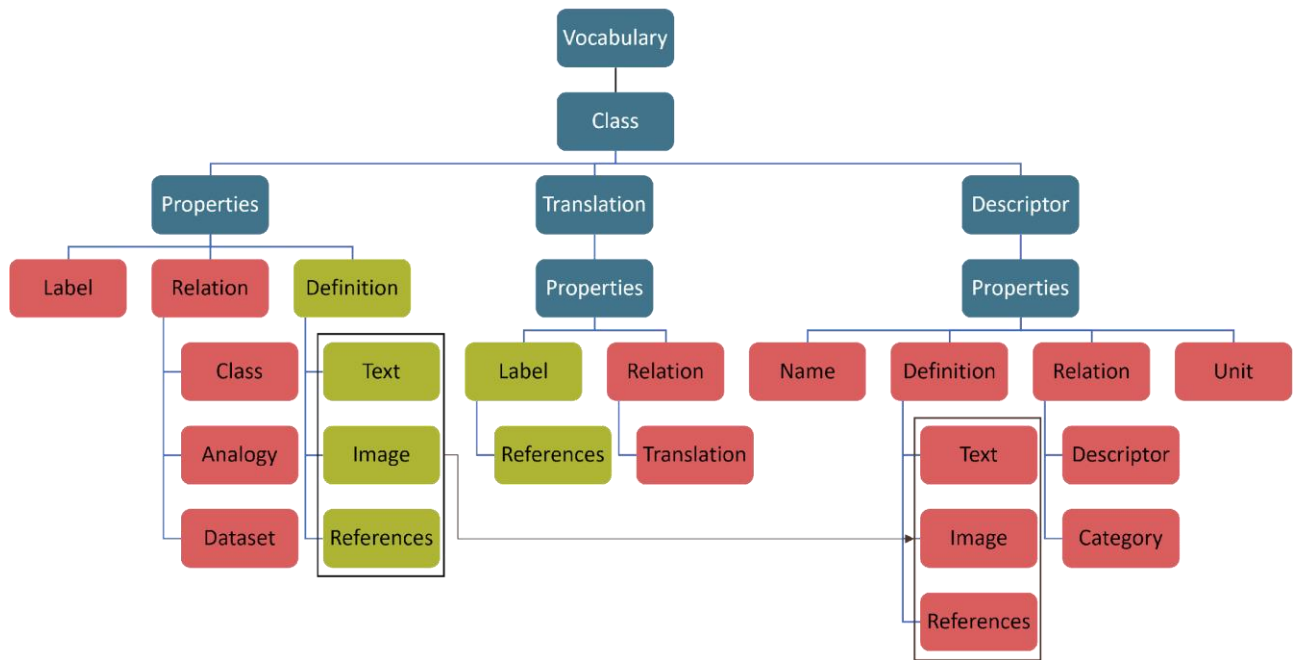 Vocabulary
Class
Properties
Translation
Descriptor
Label
Relation
Definition
Properties
Properties
Class
Text
Label
Relation
Name
Definition
Relation
Unit
Analogy
Image
References
Translation
Text
Descriptor
Dataset
References
Image
Category
References